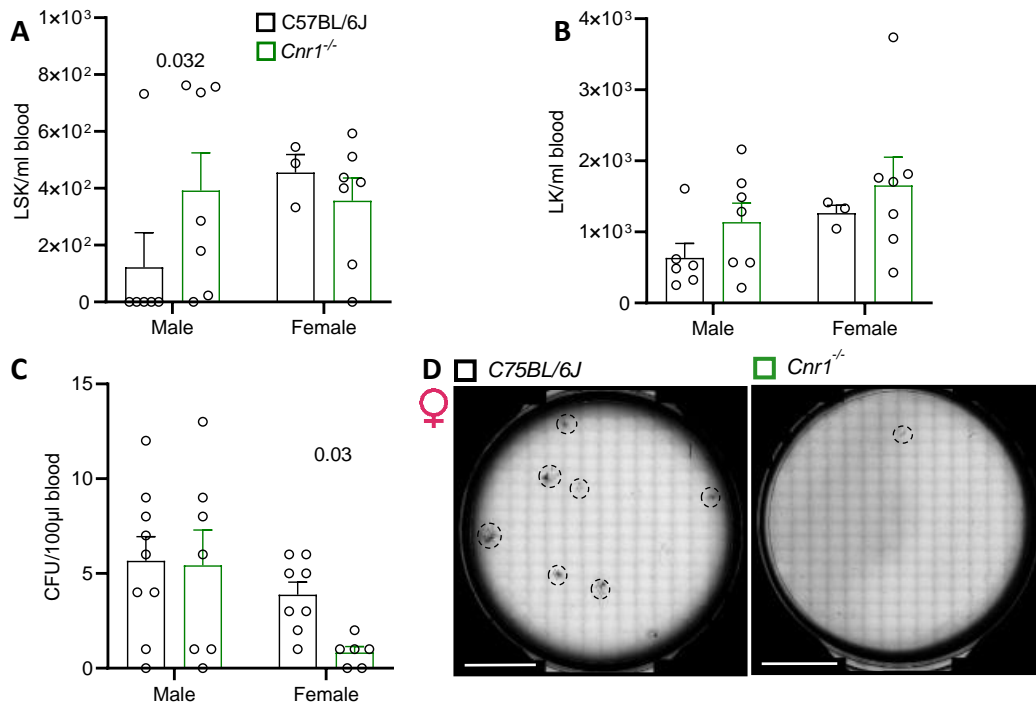 A
LSK/ml blood
1×10³
8×10²
6×10²
4×10²
2×10²
0
0.032
C57BL/6J
Cnr1-/-
Male
Female
B
LK/ml blood
4×10³
3×10³
2×10³
1×10³
0
Male
Female
C
CFU/100µl blood
15
10
5
0
0.03
Male
Female
D
C75BL/6J
Cnr1-/-